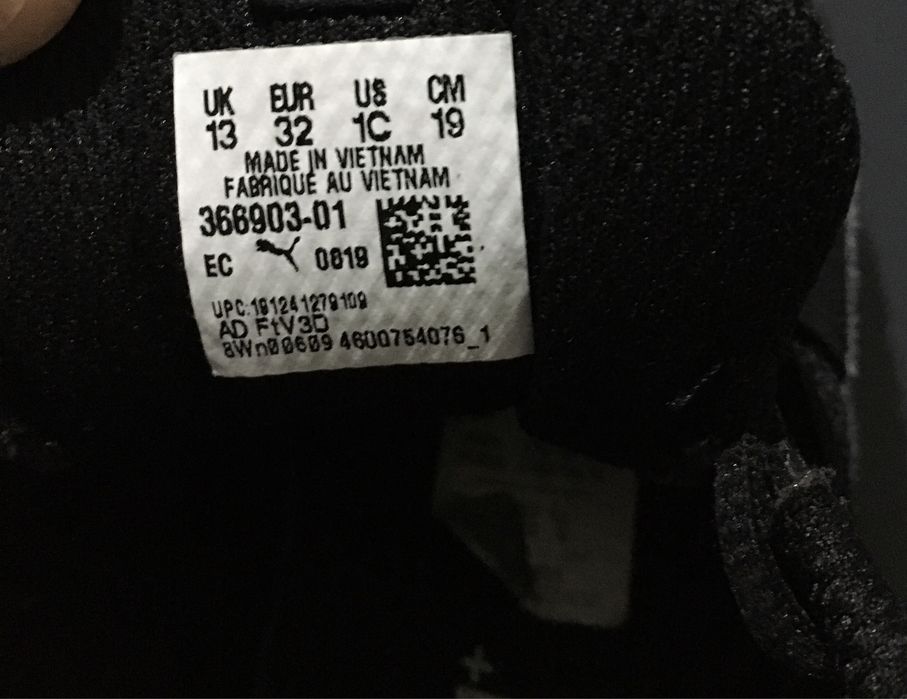 UK EUR US CM
13 32 1C 19
MADE IN VIETNAM
FABRIQUÉ AU VIETNAM
366903-01
EC 0819
UPC:191241279109
AD FtV3D
8Wn00609 4600754076_1